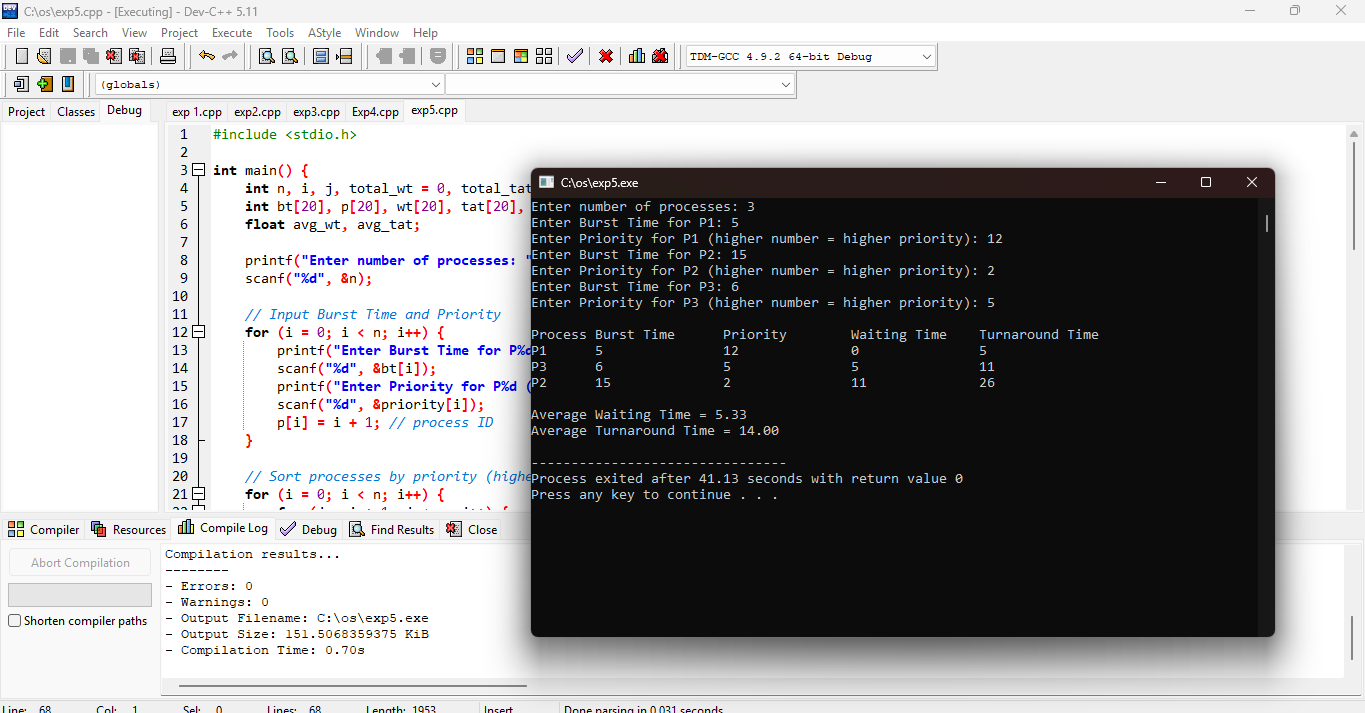 C:\os\exp5.cpp - [Executing] - Dev-C++ 5.11
File Edit Search View Project Execute Tools AStyle Window Help
TDM-GCC 4.9.2 64-bit Debug
(globals)
Project Classes Debug
exp 1.cpp exp2.cpp exp3.cpp Exp4.cpp exp5.cpp
1 #include <stdio.h>
2
3 int main() {
4 int n, i, j, total_wt = 0, total_tat
5 int bt[20], p[20], wt[20], tat[20],
6 float avg_wt, avg_tat;
7
8 printf("Enter number of processes: "
9 scanf("%d", &n);
10
11 // Input Burst Time and Priority
12 for (i = 0; i < n; i++) {
13 printf("Enter Burst Time for P%d
14 scanf("%d", &bt[i]);
15 printf("Enter Priority for P%d (
16 scanf("%d", &priority[i]);
17 p[i] = i + 1; // process ID
18 }
19
20 // Sort processes by priority (highe
21 for (i = 0; i < n; i++) {
C:\os\exp5.exe
Enter number of processes: 3
Enter Burst Time for P1: 5
Enter Priority for P1 (higher number = higher priority): 12
Enter Burst Time for P2: 15
Enter Priority for P2 (higher number = higher priority): 2
Enter Burst Time for P3: 6
Enter Priority for P3 (higher number = higher priority): 5
Process Burst Time Priority Waiting Time Turnaround Time
P1 5 12 0 5
P3 6 5 5 11
P2 15 2 11 26
Average Waiting Time = 5.33
Average Turnaround Time = 14.00
--------------------------------
Process exited after 41.13 seconds with return value 0
Press any key to continue . . .
Compiler Resources Compile Log Debug Find Results Close
Abort Compilation
Shorten compiler paths
Compilation results...
--------
- Errors: 0
- Warnings: 0
- Output Filename: C:\os\exp5.exe
- Output Size: 151.5068359375 KiB
- Compilation Time: 0.70s
Line: 68 Col: 1 Sel: 0 Lines: 68 Length: 1953 Insert Done parsing in 0.031 seconds